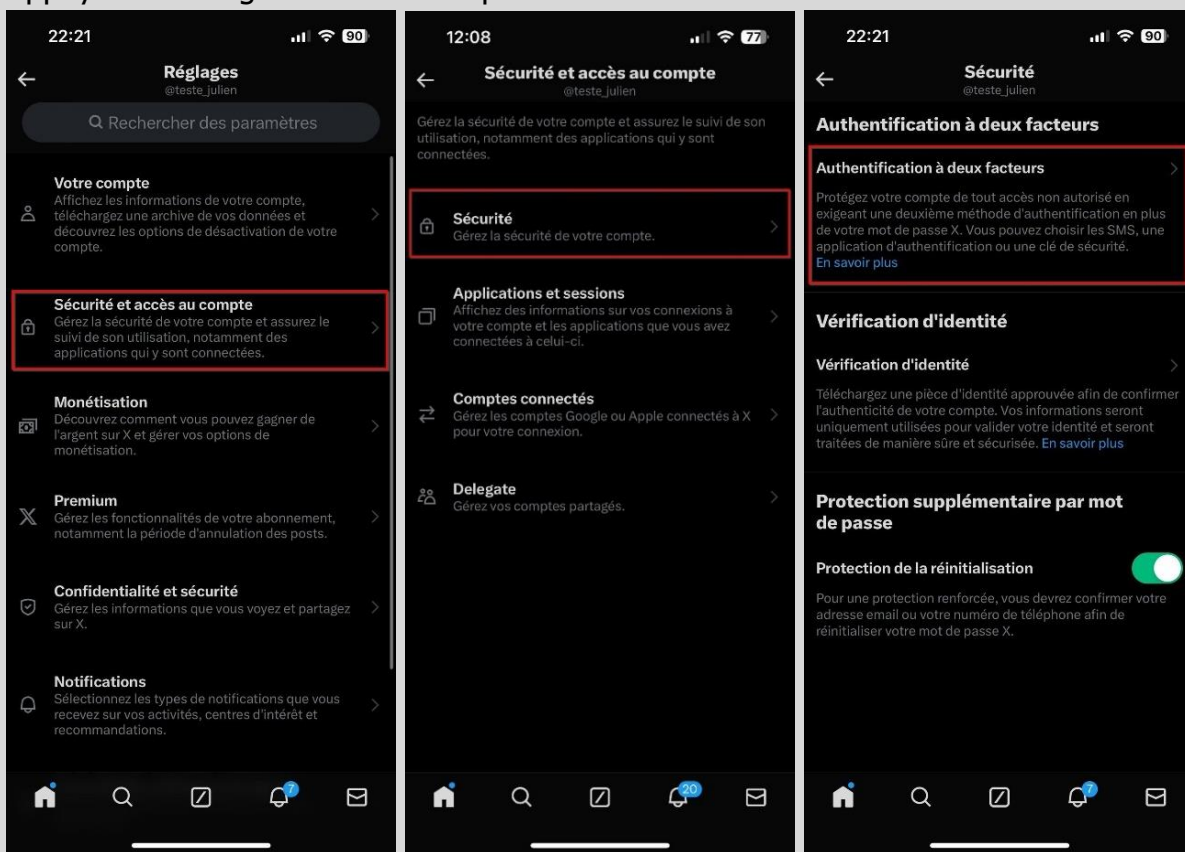 22:21
90
Réglages
@teste_julien
Rechercher des paramètres
Votre compte
Affichez les informations de votre compte,
téléchargez une archive de vos données et
découvrez les options de désactivation de votre
compte.
Sécurité et accès au compte
Gérez la sécurité de votre compte et assurez le
suivi de son utilisation, notamment des
applications qui y sont connectées.
Monétisation
Découvrez comment vous pouvez gagner de
l'argent sur X et gérer vos options de
monétisation.
Premium
Gérez les fonctionnalités de votre abonnement,
notamment la période d'annulation des posts.
Confidentialité et sécurité
Gérez les informations que vous voyez et partagez
sur X.
Notifications
Sélectionnez les types de notifications que vous
recevez sur vos activités, centres d'intérêt et
recommandations.
7
12:08
77
Sécurité et accès au compte
@teste_julien
Gérez la sécurité de votre compte et assurez le suivi de son
utilisation, notamment des applications qui y sont
connectées.
Sécurité
Gérez la sécurité de votre compte.
Applications et sessions
Affichez des informations sur vos connexions à
votre compte et les applications que vous avez
connectées à celui-ci.
Comptes connectés
Gérez les comptes Google ou Apple connectés à X
pour votre connexion.
Delegate
Gérez vos comptes partagés.
20
22:21
90
Sécurité
@teste_julien
Authentification à deux facteurs
Authentification à deux facteurs
Protégez votre compte de tout accès non autorisé en
exigeant une deuxième méthode d'authentification en plus
de votre mot de passe X. Vous pouvez choisir les SMS, une
application d'authentification ou une clé de sécurité.
En savoir plus
Vérification d'identité
Vérification d'identité
Téléchargez une pièce d'identité approuvée afin de confirmer
l'authenticité de votre compte. Vos informations seront
uniquement utilisées pour valider votre identité et seront
traitées de manière sûre et sécurisée. En savoir plus
Protection supplémentaire par mot
de passe
Protection de la réinitialisation
Pour une protection renforcée, vous devrez confirmer votre
adresse email ou votre numéro de téléphone afin de
réinitialiser votre mot de passe X.
7